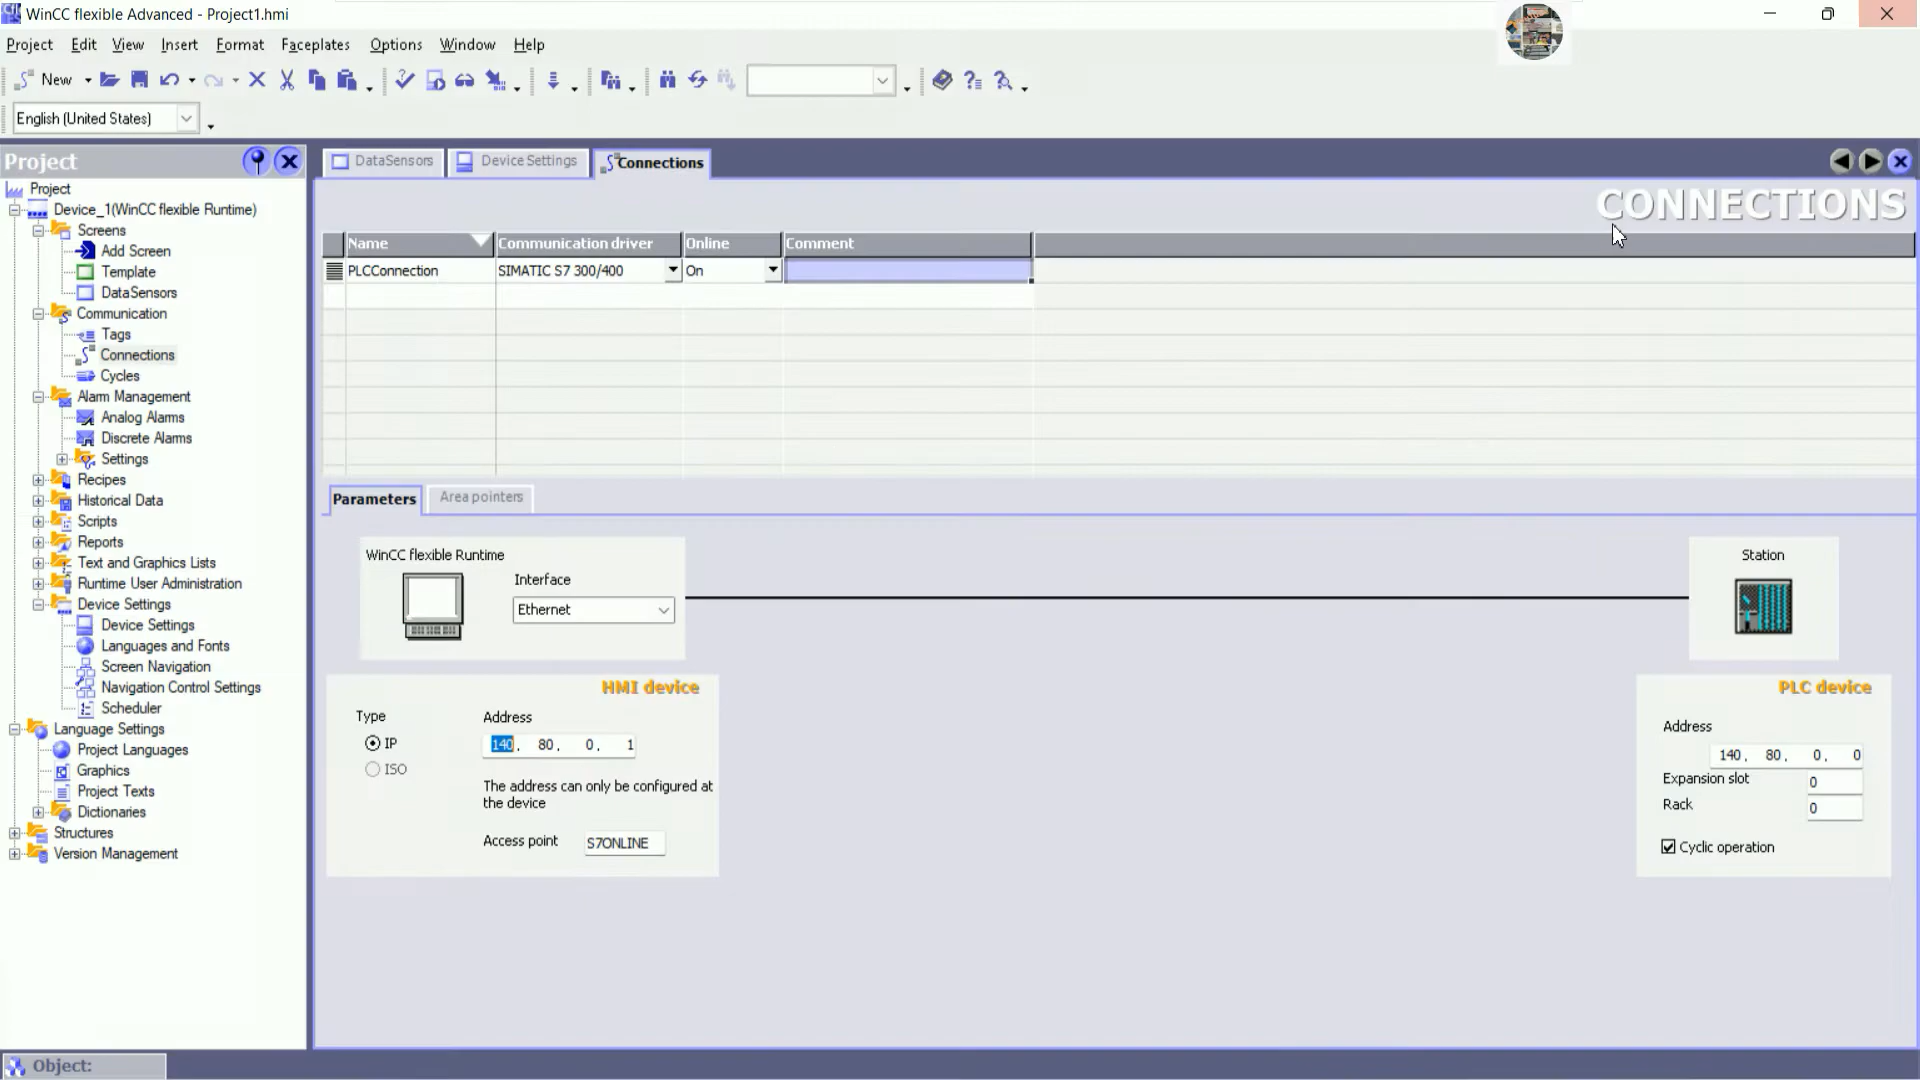 WinCC flexible Advanced - Project1.hmi
Project Edit View Insert Format Faceplates Options Window Help
New
English (United States)
Project
Project
Device_1(WinCC flexible Runtime)
Screens
Add Screen
Template
DataSensors
Communication
Tags
Connections
Cycles
Alarm Management
Analog Alarms
Discrete Alarms
Settings
Recipes
Historical Data
Scripts
Reports
Text and Graphics Lists
Runtime User Administration
Device Settings
Device Settings
Languages and Fonts
Screen Navigation
Navigation Control Settings
Scheduler
Language Settings
Project Languages
Graphics
Project Texts
Dictionaries
Structures
Version Management
DataSensors Device Settings Connections
CONNECTIONS
Name Communication driver Online Comment
PLCConnection SIMATIC S7 300/400 On
Parameters Area pointers
WinCC flexible Runtime
Interface
Ethernet
Station
HMI device
Type Address
IP 140. 80. 0. 1
ISO
The address can only be configured at
the device
Access point S7ONLINE
PLC device
Address
140. 80. 0. 0
Expansion slot 0
Rack 0
Cyclic operation
Object: